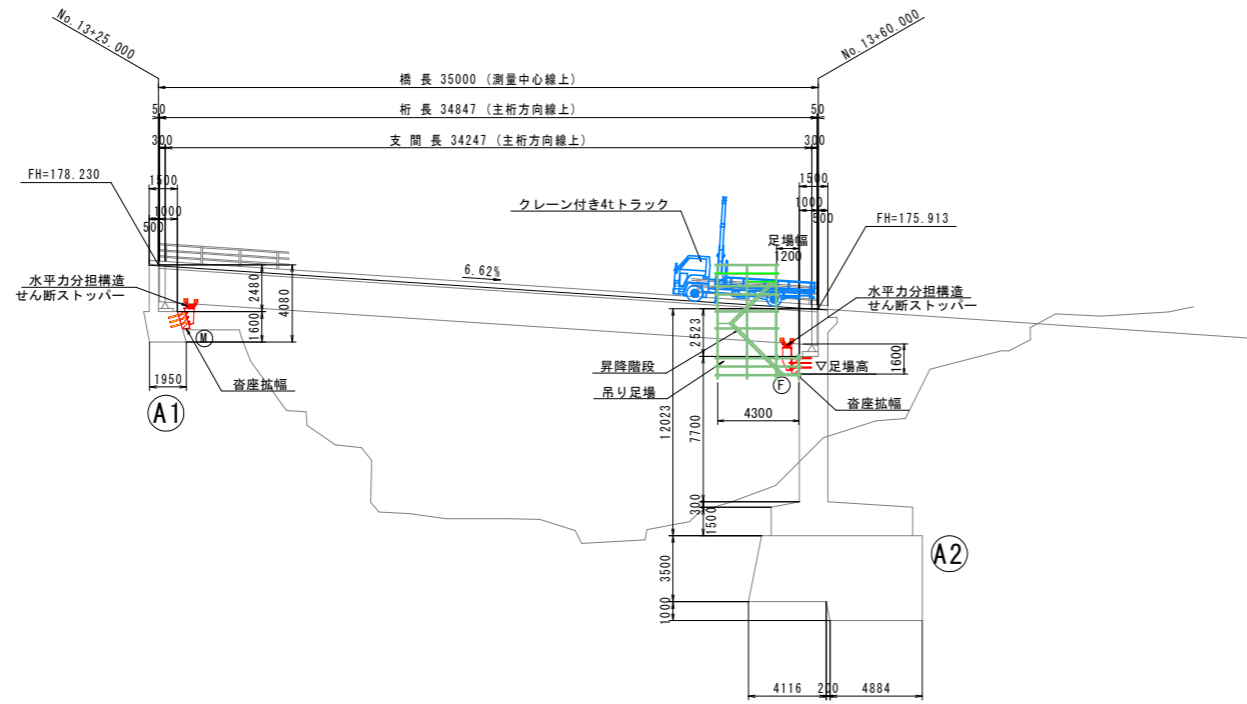 No.13+25.000
No.13+60.000
橋 長 35000 (測量中心線上)
50
桁 長 34847 (主桁方向線上)
50
300
支 間 長 34247 (主桁方向線上)
300
FH=178.230
1500
1000
500
クレーン付き4tトラック
足場幅
1200
1500
1000
500
FH=175.913
水平力分担構造
せん断ストッパー
2480
4080
1600
6.62%
M
1950
沓座拡幅
A1
水平力分担構造
せん断ストッパー
2523
1600
昇降階段
▽足場高
吊り足場
F
沓座拡幅
4300
12023
7700
300
1500
A2
3500
1000
4116
200
4884